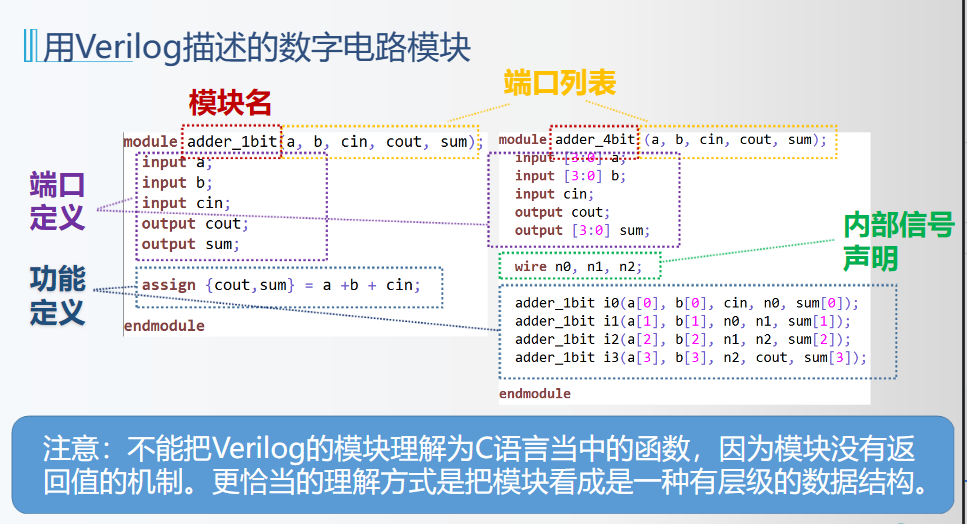 用Verilog描述的数字电路模块
端口列表
模块名
module adder_1bit(a, b, cin, cout, sum);
input a;
input b;
input cin;
output cout;
output sum;
assign {cout,sum} = a +b + cin;
endmodule
端口
定义
功能
定义
module adder_4bit (a, b, cin, cout, sum);
input [3:0] a;
input [3:0] b;
input cin;
output cout;
output [3:0] sum;
wire n0, n1, n2;
adder_1bit i0(a[0], b[0], cin, n0, sum[0]);
adder_1bit i1(a[1], b[1], n0, n1, sum[1]);
adder_1bit i2(a[2], b[2], n1, n2, sum[2]);
adder_1bit i3(a[3], b[3], n2, cout, sum[3]);
endmodule
内部信号
声明
注意：不能把Verilog的模块理解为C语言当中的函数，因为模块没有返
回值的机制。更恰当的理解方式是把模块看成是一种有层级的数据结构。